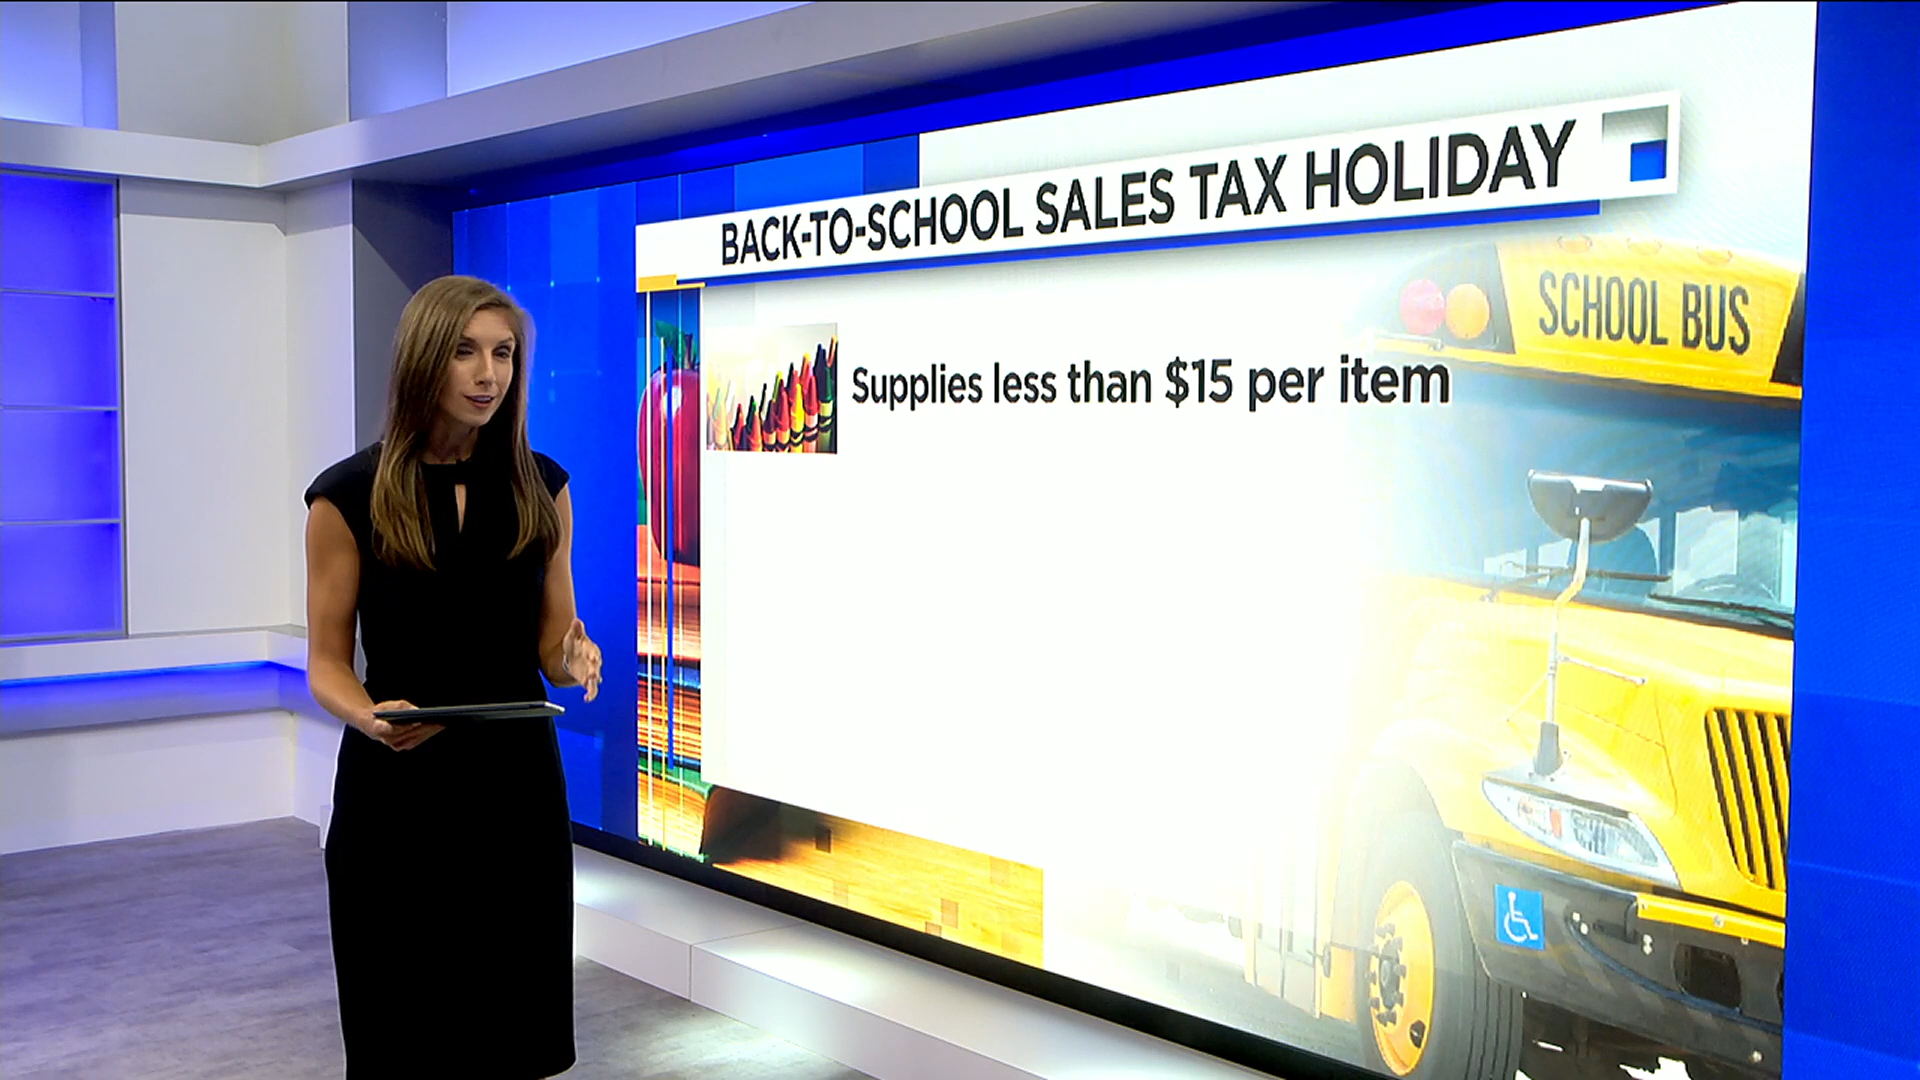 BACK-TO-SCHOOL SALES TAX HOLIDAY
SCHOOL BUS
Supplies less than $15 per item